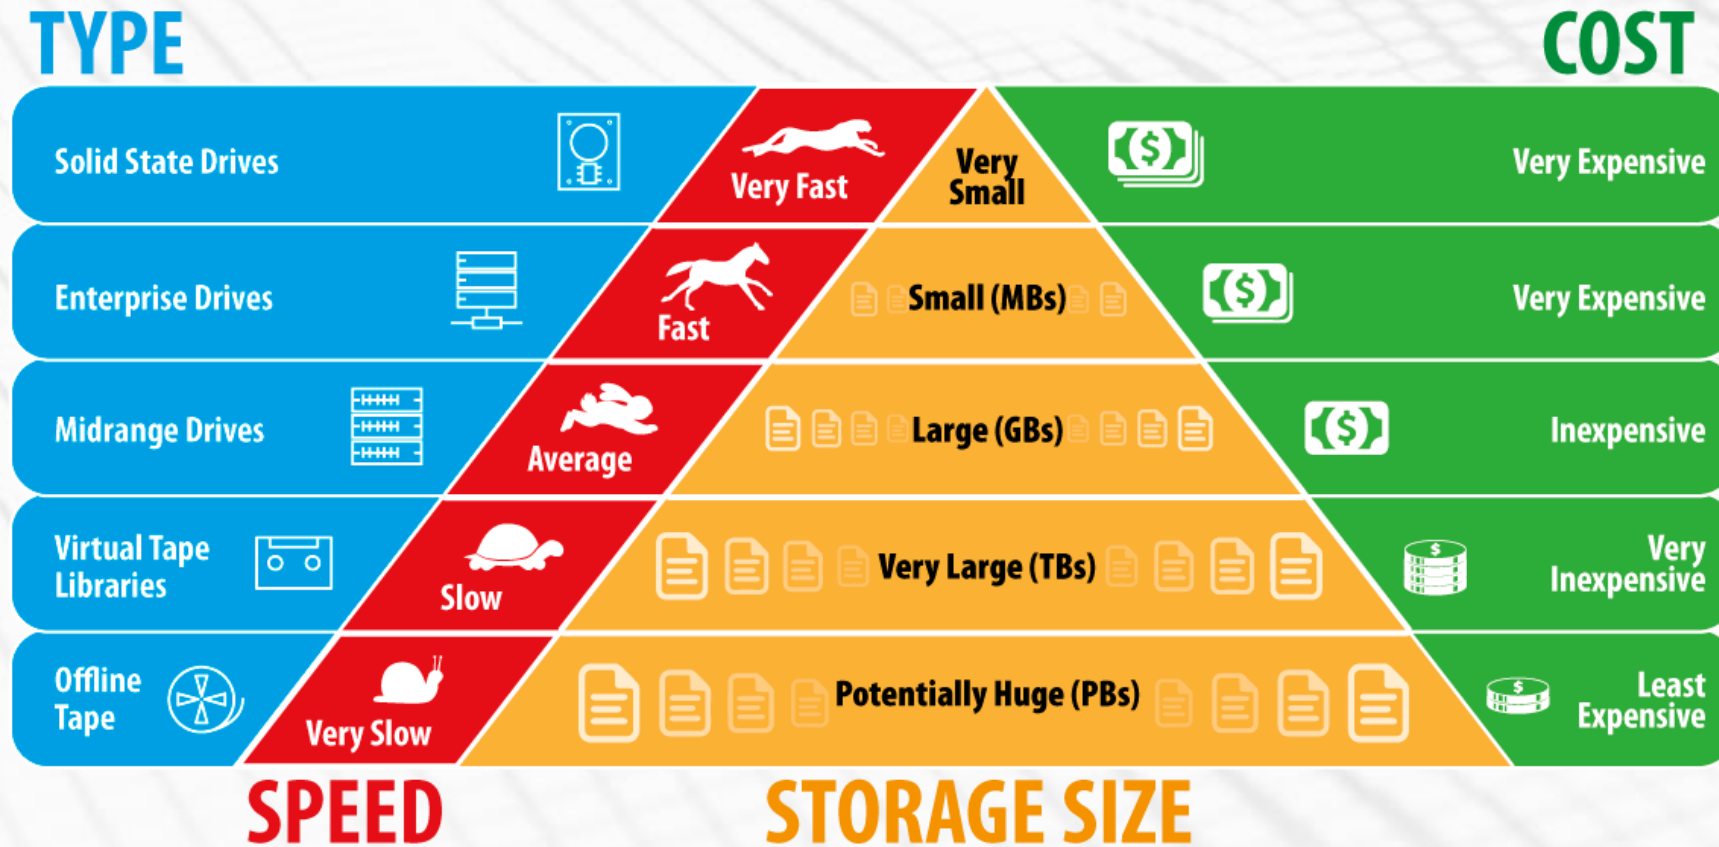 TYPE
COST
Solid State Drives
Very Fast
Very
Small
$
Very Expensive
Enterprise Drives
Fast
Small (MBs)
$
Very Expensive
Midrange Drives
Average
Large (GBs)
$
Inexpensive
Virtual Tape
Libraries
Slow
Very Large (TBs)
$
Very
Inexpensive
Offline
Tape
Very Slow
Potentially Huge (PBs)
$
Least
Expensive
SPEED
STORAGE SIZE